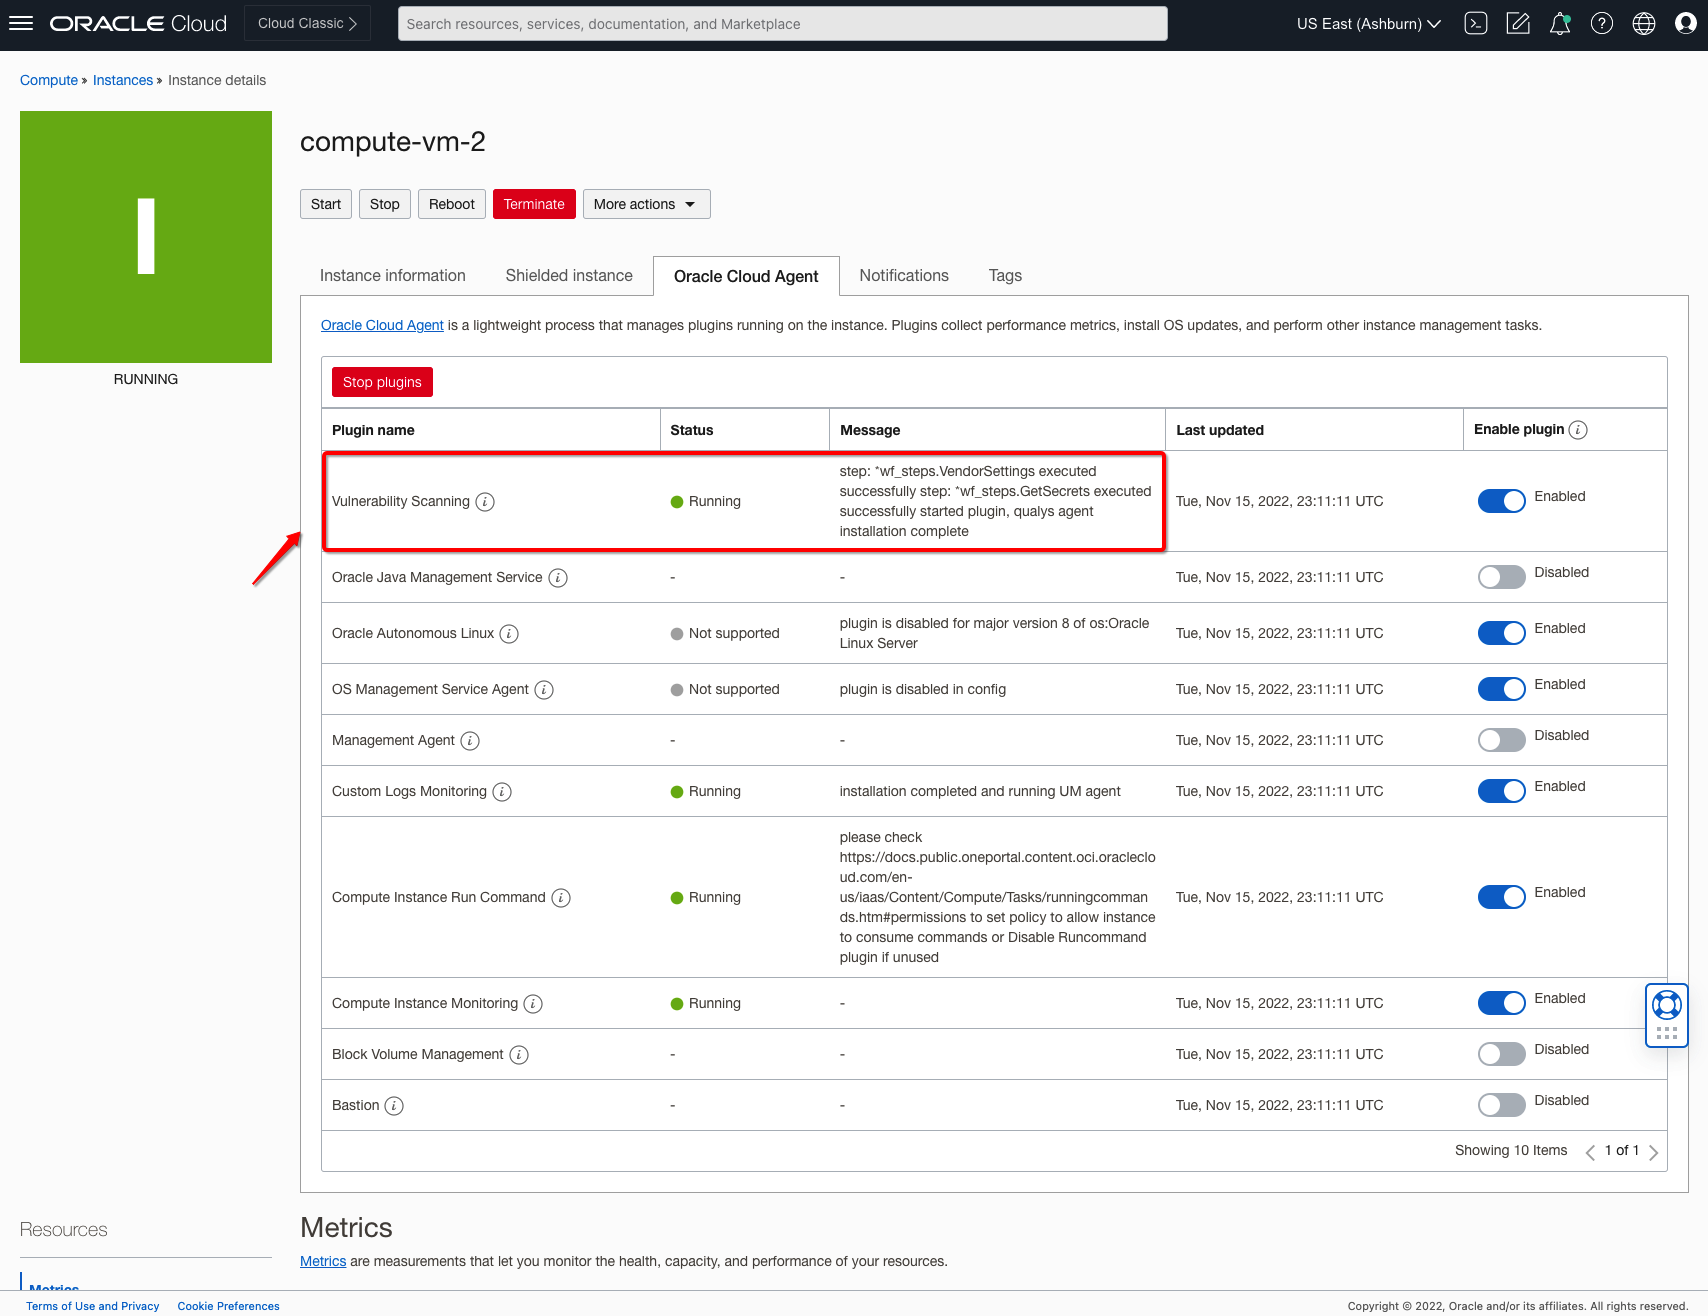 ORACLE Cloud
Cloud Classic
Search resources, services, documentation, and Marketplace
US East (Ashburn)
Compute » Instances » Instance details
I
RUNNING
compute-vm-2
Start
Stop
Reboot
Terminate
More actions
Instance information
Shielded instance
Oracle Cloud Agent
Notifications
Tags
Oracle Cloud Agent is a lightweight process that manages plugins running on the instance. Plugins collect performance metrics, install OS updates, and perform other instance management tasks.
Stop plugins
Plugin name
Status
Message
Last updated
Enable plugin
Vulnerability Scanning
Running
step: *wf_steps.VendorSettings executed
successfully step: *wf_steps.GetSecrets executed
successfully started plugin, qualys agent
installation complete
Tue, Nov 15, 2022, 23:11:11 UTC
Enabled
Oracle Java Management Service
-
-
Tue, Nov 15, 2022, 23:11:11 UTC
Disabled
Oracle Autonomous Linux
Not supported
plugin is disabled for major version 8 of os:Oracle
Linux Server
Tue, Nov 15, 2022, 23:11:11 UTC
Enabled
OS Management Service Agent
Not supported
plugin is disabled in config
Tue, Nov 15, 2022, 23:11:11 UTC
Enabled
Management Agent
-
-
Tue, Nov 15, 2022, 23:11:11 UTC
Disabled
Custom Logs Monitoring
Running
installation completed and running UM agent
Tue, Nov 15, 2022, 23:11:11 UTC
Enabled
Compute Instance Run Command
Running
please check
https://docs.public.oneportal.content.oci.oracleclo
ud.com/en-
us/iaas/Content/Compute/Tasks/runningcomman
ds.htm#permissions to set policy to allow instance
to consume commands or Disable Runcommand
plugin if unused
Tue, Nov 15, 2022, 23:11:11 UTC
Enabled
Compute Instance Monitoring
Running
-
Tue, Nov 15, 2022, 23:11:11 UTC
Enabled
Block Volume Management
-
-
Tue, Nov 15, 2022, 23:11:11 UTC
Disabled
Bastion
-
-
Tue, Nov 15, 2022, 23:11:11 UTC
Disabled
Showing 10 Items
1 of 1
Resources
Metrics
Metrics
Metrics are measurements that let you monitor the health, capacity, and performance of your resources.
Terms of Use and Privacy
Cookie Preferences
Copyright © 2022, Oracle and/or its affiliates. All rights reserved.